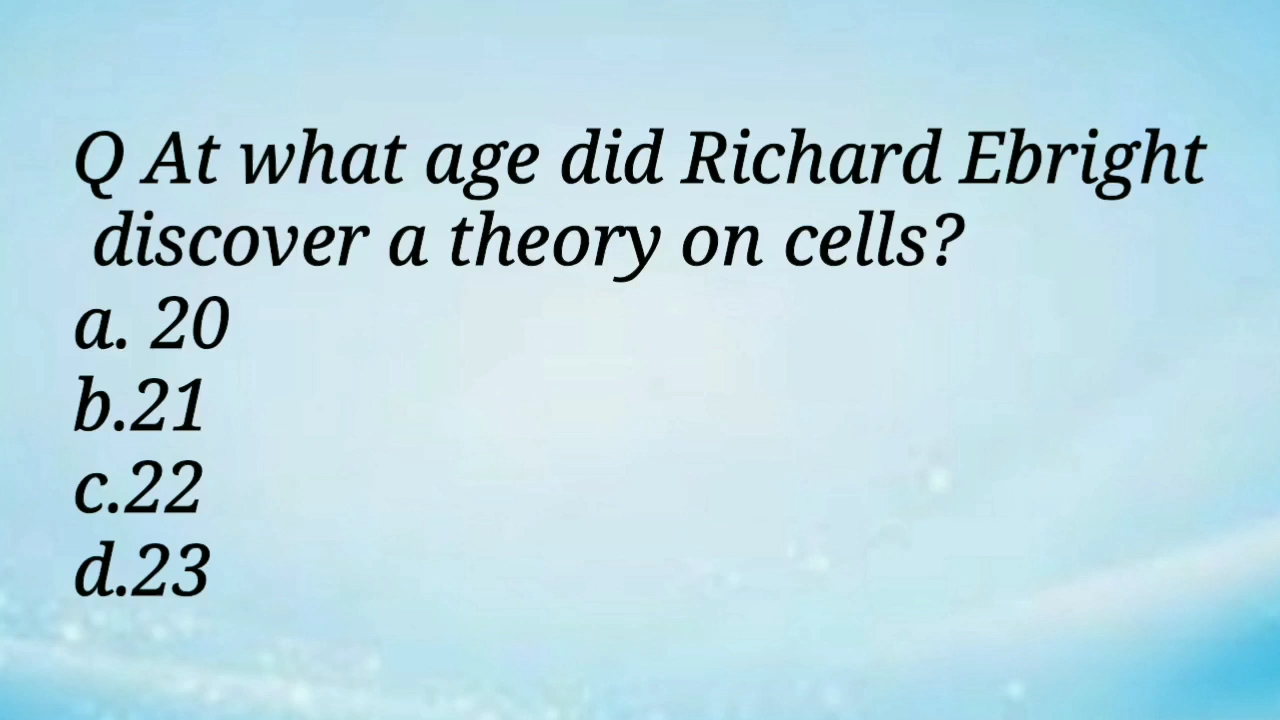 Q At what age did Richard Ebright
discover a theory on cells?
a. 20
b.21
c.22
d.23